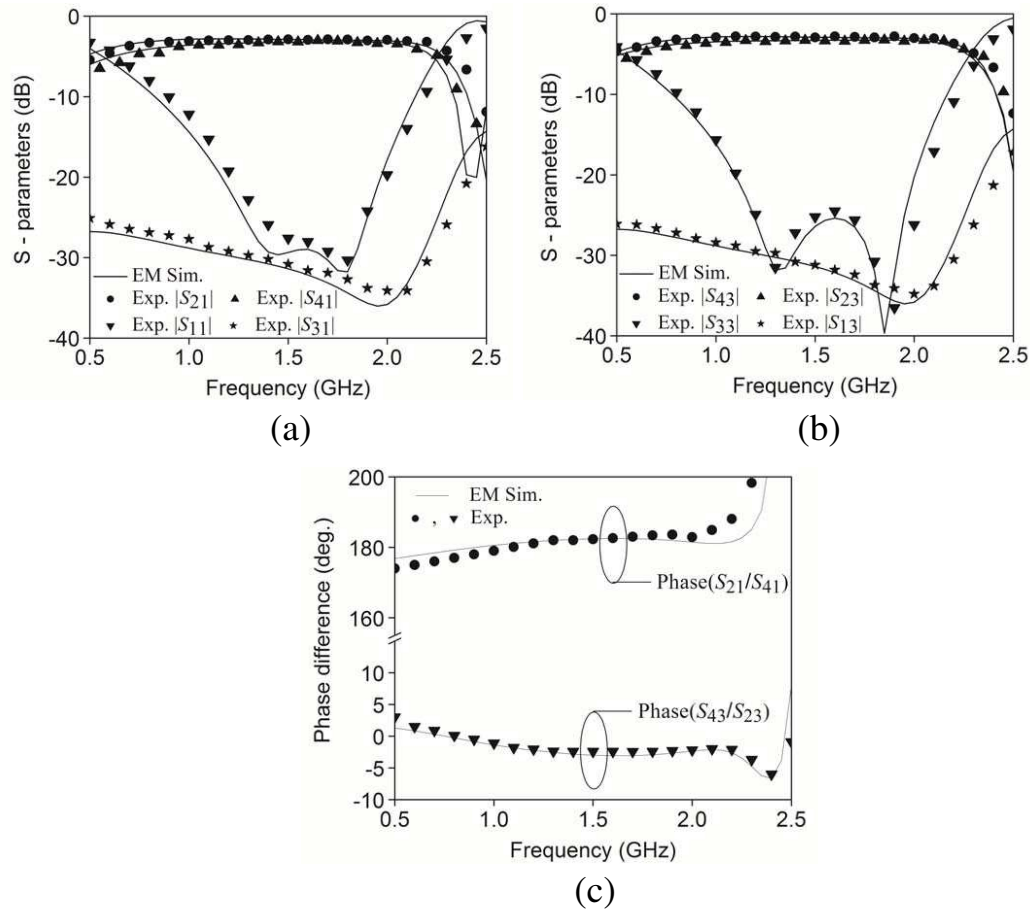 0
-10
-20
-30
-40
S - parameters (dB)
EM Sim.
Exp. |S21| Exp. |S41|
Exp. |S11| Exp. |S31|
0.5 1.0 1.5 2.0 2.5
Frequency (GHz)
(a)
0
-10
-20
-30
-40
S - parameters (dB)
EM Sim.
Exp. |S43| Exp. |S23|
Exp. |S33| Exp. |S13|
0.5 1.0 1.5 2.0 2.5
Frequency (GHz)
(b)
200
180
160
10
5
0
-5
-10
Phase difference (deg.)
EM Sim.
, Exp.
Phase(S21/S41)
Phase(S43/S23)
0.5 1.0 1.5 2.0 2.5
Frequency (GHz)
(c)